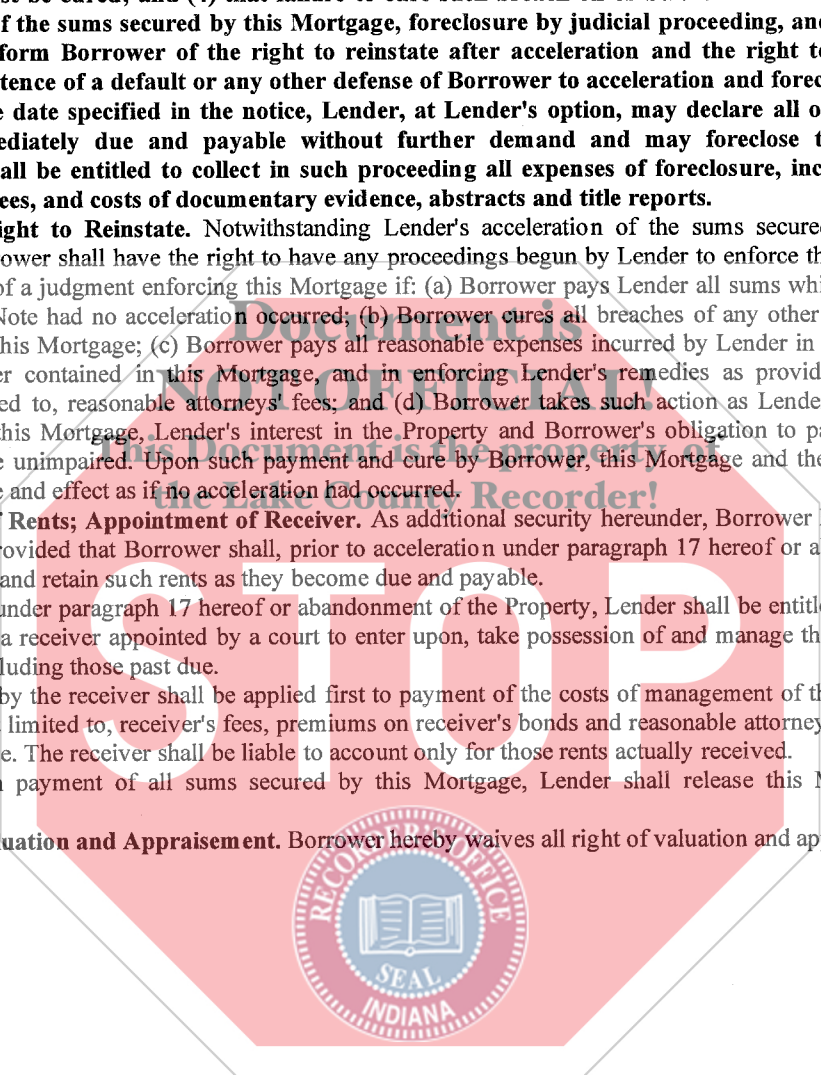 of the sums secured by this Mortgage, foreclosure by judicial proceeding, and
form Borrower of the right to reinstate after acceleration and the right to
tence of a default or any other defense of Borrower to acceleration and forec
e date specified in the notice, Lender, at Lender's option, may declare all o
ediately due and payable without further demand and may foreclose t
all be entitled to collect in such proceeding all expenses of foreclosure, inc
ees, and costs of documentary evidence, abstracts and title reports.
ight to Reinstate. Notwithstanding Lender's acceleration of the sums secure
ower shall have the right to have any proceedings begun by Lender to enforce th
of a judgment enforcing this Mortgage if: (a) Borrower pays Lender all sums whi
Note had no acceleration occurred; (b) Borrower cures all breaches of any other
his Mortgage; (c) Borrower pays all reasonable expenses incurred by Lender in
er contained in this Mortgage, and in enforcing Lender's remedies as provid
ed to, reasonable attorneys' fees; and (d) Borrower takes such action as Lende
this Mortgage, Lender's interest in the Property and Borrower's obligation to pa
e unimpaired. Upon such payment and cure by Borrower, this Mortgage and the
e and effect as if no acceleration had occurred.
Document is
NOT OFFICIAL!
This Document is the property of
the Lake County Recorder!
Rents; Appointment of Receiver. As additional security hereunder, Borrower
rovided that Borrower shall, prior to acceleration under paragraph 17 hereof or a
and retain such rents as they become due and payable.
under paragraph 17 hereof or abandonment of the Property, Lender shall be entitle
a receiver appointed by a court to enter upon, take possession of and manage th
luding those past due.
by the receiver shall be applied first to payment of the costs of management of th
limited to, receiver's fees, premiums on receiver's bonds and reasonable attorney
e. The receiver shall be liable to account only for those rents actually received.
payment of all sums secured by this Mortgage, Lender shall release this M
STOP
uation and Appraisement. Borrower hereby waives all right of valuation and ap
RECORDER'S OFFICE
SEAL
INDIANA